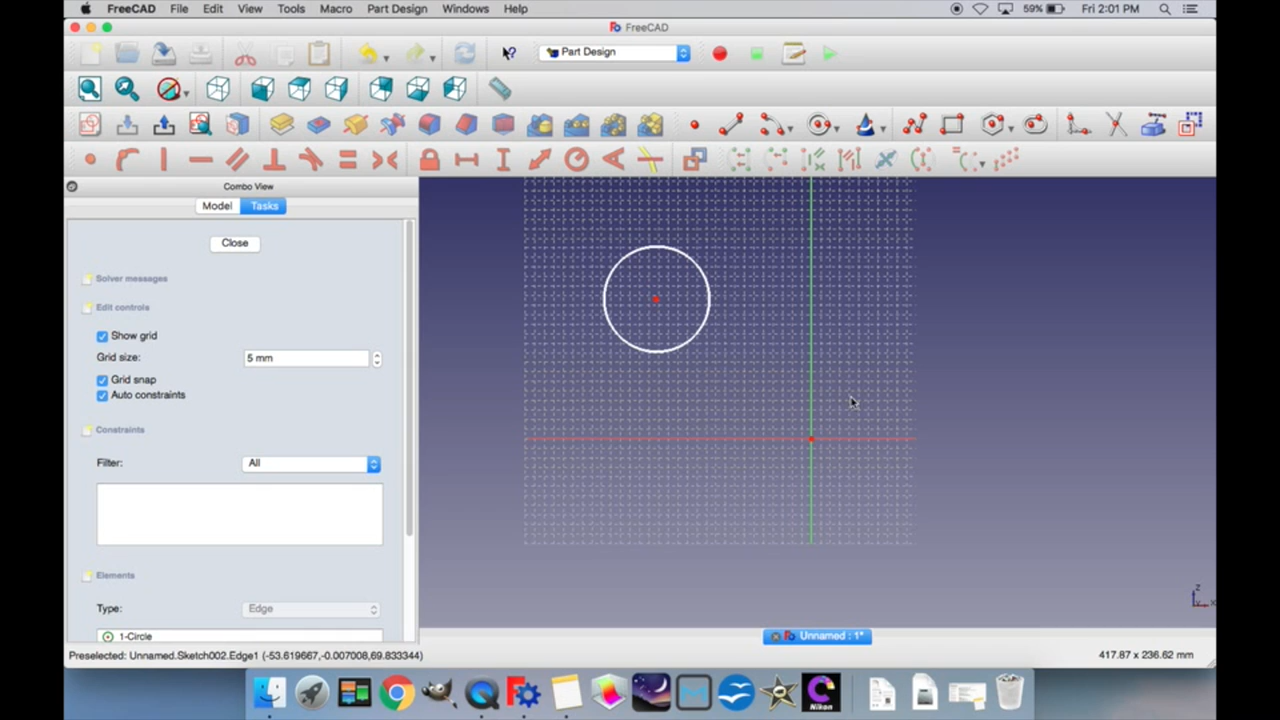 FreeCAD File Edit View Tools Macro Part Design Windows Help 59% Fri 2:01 PM
FreeCAD
Part Design
Combo View
Model Tasks
Close
Solver messages
Edit controls
Show grid
Grid size: 5 mm
Grid snap
Auto constraints
Constraints
Filter: All
Elements
Type: Edge
1-Circle
Unnamed : 1*
Preselected: Unnamed.Sketch002.Edge1 (-53.619667,-0.007008,69.833344) 417.87 x 236.62 mm
Nikon